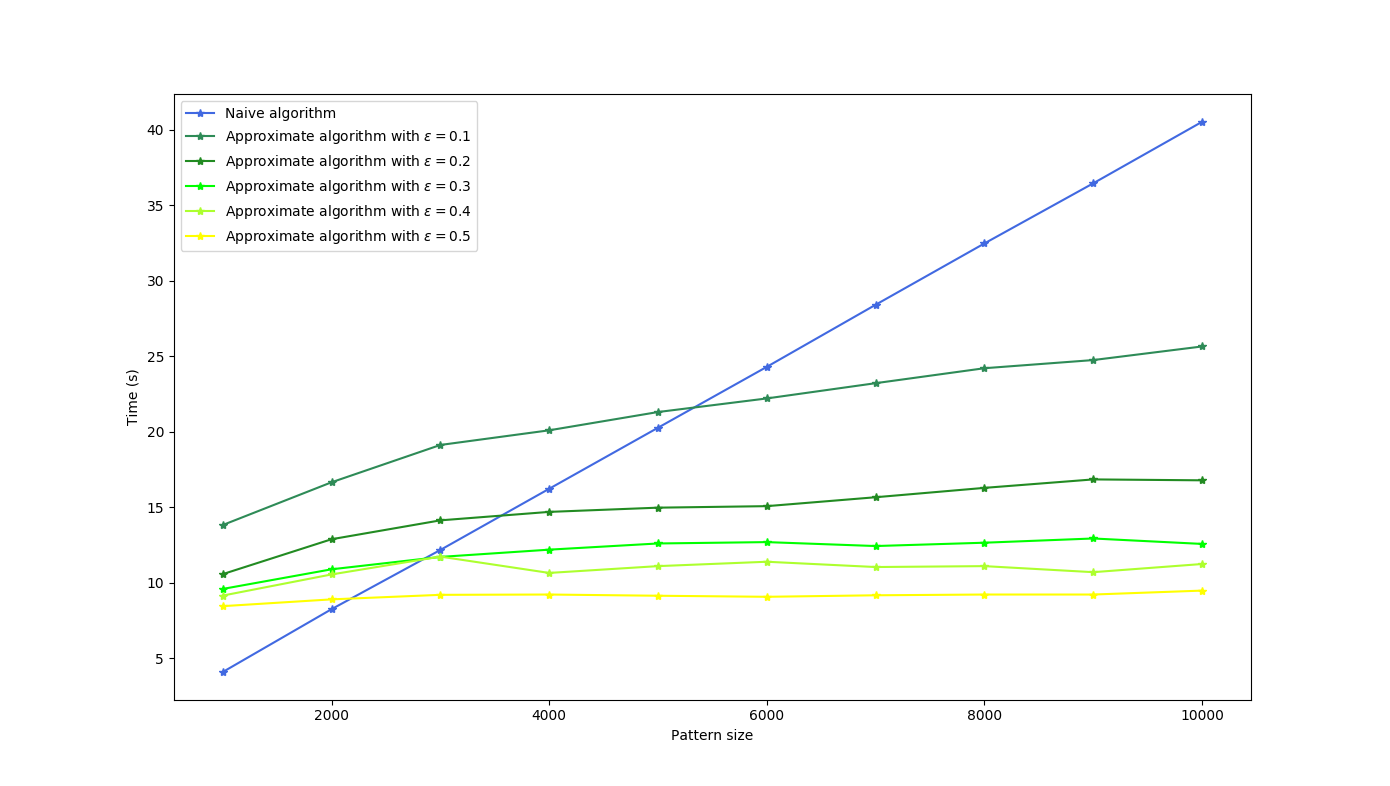 Naive algorithm
Approximate algorithm with ε = 0.1
Approximate algorithm with ε = 0.2
Approximate algorithm with ε = 0.3
Approximate algorithm with ε = 0.4
Approximate algorithm with ε = 0.5
40
35
30
25
20
15
10
5
Time (s)
2000 4000 6000 8000 10000
Pattern size